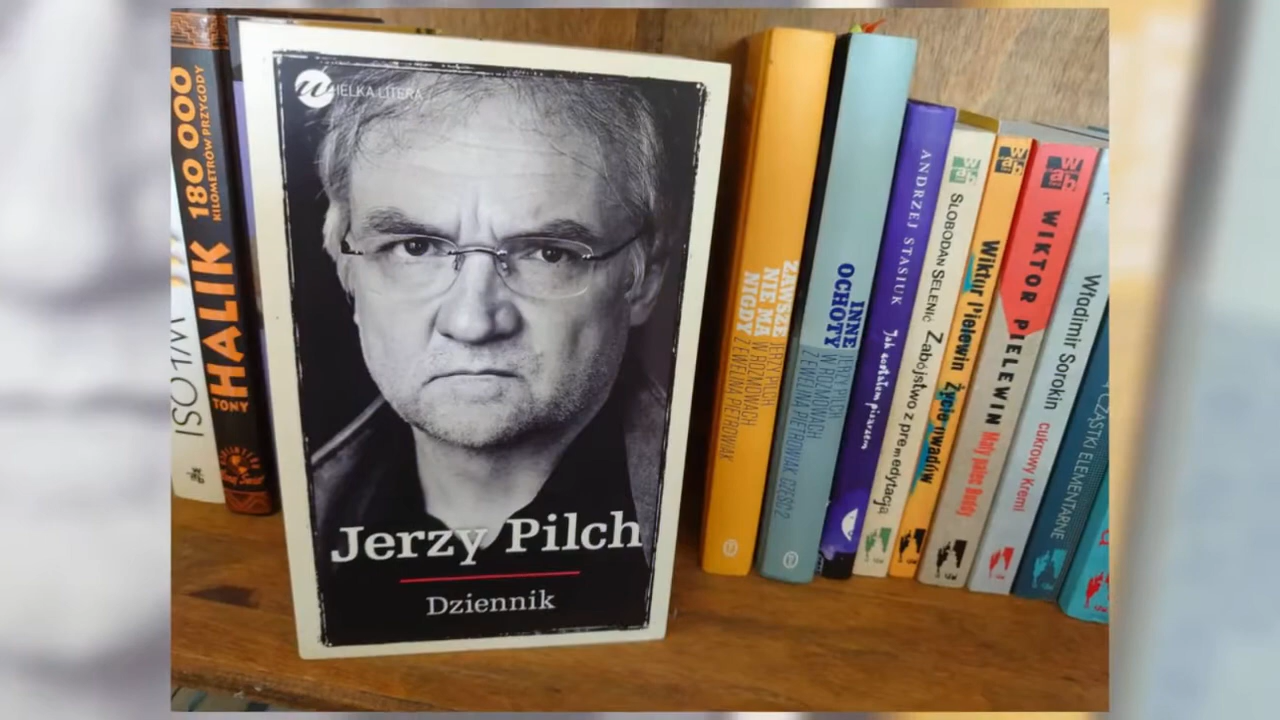 180 000
KILOMETRÓW PRZYGODY
TONY
HALIK
WIELKA LITERA
Jerzy Pilch
Dziennik
ZAWSZE
NIE MA
NIGDY
JERZY PILCH
W ROZMOWACH
Z EWELINĄ PIETROWIAK
INNE
OCHOTY
JERZY PILCH
W ROZMOWACH
Z EWELINĄ PIETROWIAK CZĘŚĆ 2
ANDRZEJ STASIUK Jak zostałem pisarzem
SLOBODAN SELENIĆ Zabójstwo z premedytacją
Wiktor Pielewin Życie owadów
WIKTOR PIELEWIN Mały palec Buddy
Władimir Sorokin cukrowy Kreml
CZĄSTKI ELEMENTARNE